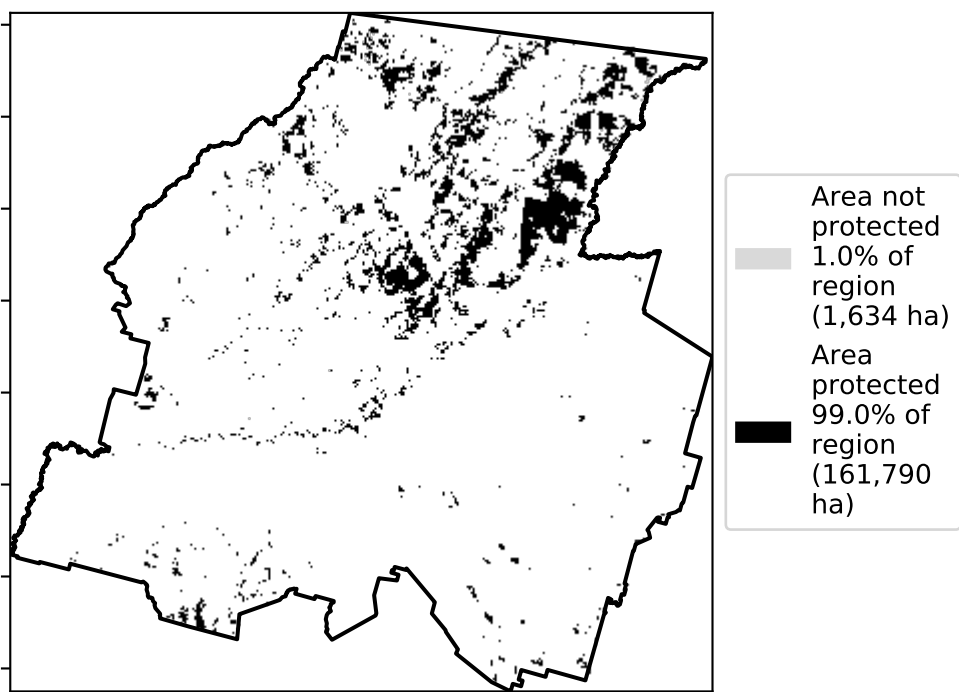 Area not
protected
1.0% of
region
(1,634 ha)
Area
protected
99.0% of
region
(161,790
ha)